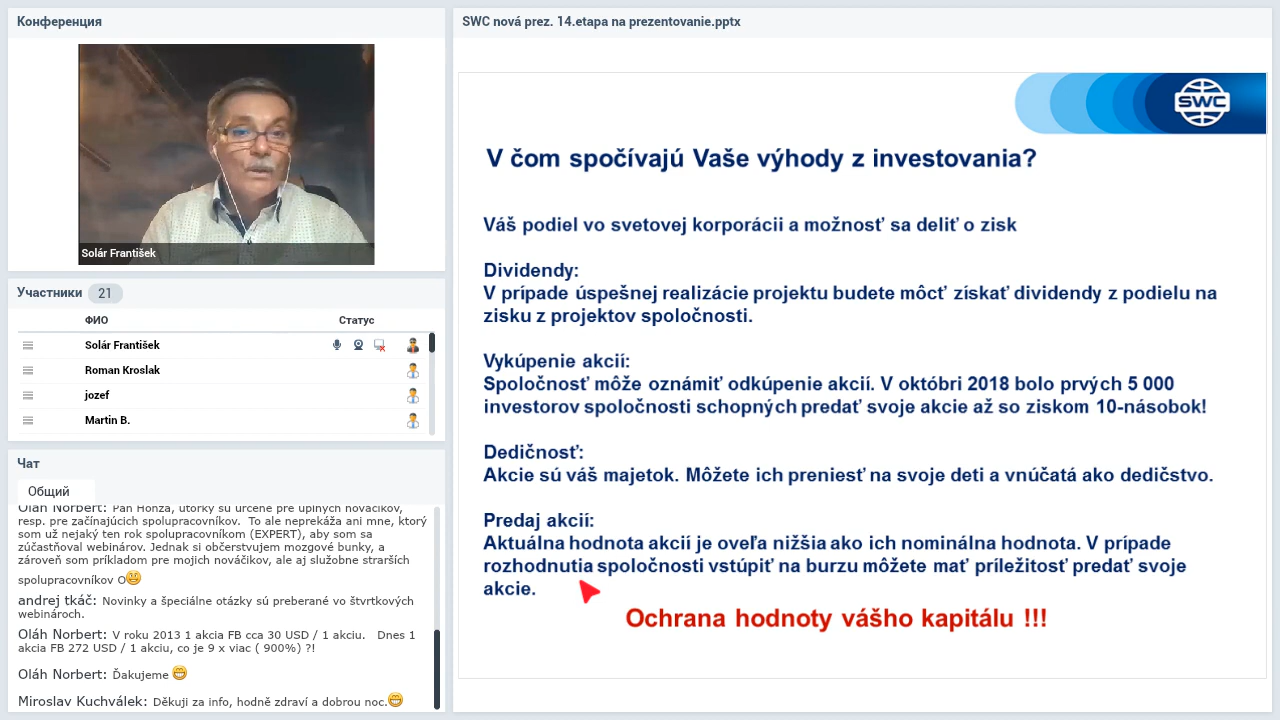 Конференция
Solár František
Участники 21
ФИО Статус
Solár František
Roman Kroslak
jozef
Martin B.
Чат
Общий
Oláh Norbert: Pán Honza, utorky sú určené pre úplných nováčikov,
resp. pre začínajúcich spolupracovníkov. To ale neprekáža ani mne, ktorý
som už nejaký ten rok spolupracovníkom (EXPERT), aby som sa
zúčastňoval webinárov. Jednak si občerstvujem mozgové bunky, a
zároveň som príkladom pre mojich nováčikov, ale aj služobne starších
spolupracovníkov O
andrej tkáč: Novinky a špeciálne otázky sú preberané vo štvrtkových
webinároch.
Oláh Norbert: V roku 2013 1 akcia FB cca 30 USD / 1 akciu. Dnes 1
akcia FB 272 USD / 1 akciu, co je 9 x viac ( 900%) ?!
Oláh Norbert: Ďakujeme
Miroslav Kuchválek: Děkuji za info, hodně zdraví a dobrou noc.
SWC nová prez. 14.etapa na prezentovanie.pptx
SWC
V čom spočívajú Vaše výhody z investovania?
Váš podiel vo svetovej korporácii a možnosť sa deliť o zisk
Dividendy:
V prípade úspešnej realizácie projektu budete môcť získať dividendy z podielu na
zisku z projektov spoločnosti.
Vykúpenie akcií:
Spoločnosť môže oznámiť odkúpenie akcií. V októbri 2018 bolo prvých 5 000
investorov spoločnosti schopných predať svoje akcie až so ziskom 10-násobok!
Dedičnosť:
Akcie sú váš majetok. Môžete ich preniesť na svoje deti a vnúčatá ako dedičstvo.
Predaj akcií:
Aktuálna hodnota akcií je oveľa nižšia ako ich nominálna hodnota. V prípade
rozhodnutia spoločnosti vstúpiť na burzu môžete mať príležitosť predať svoje
akcie.
Ochrana hodnoty vášho kapitálu !!!